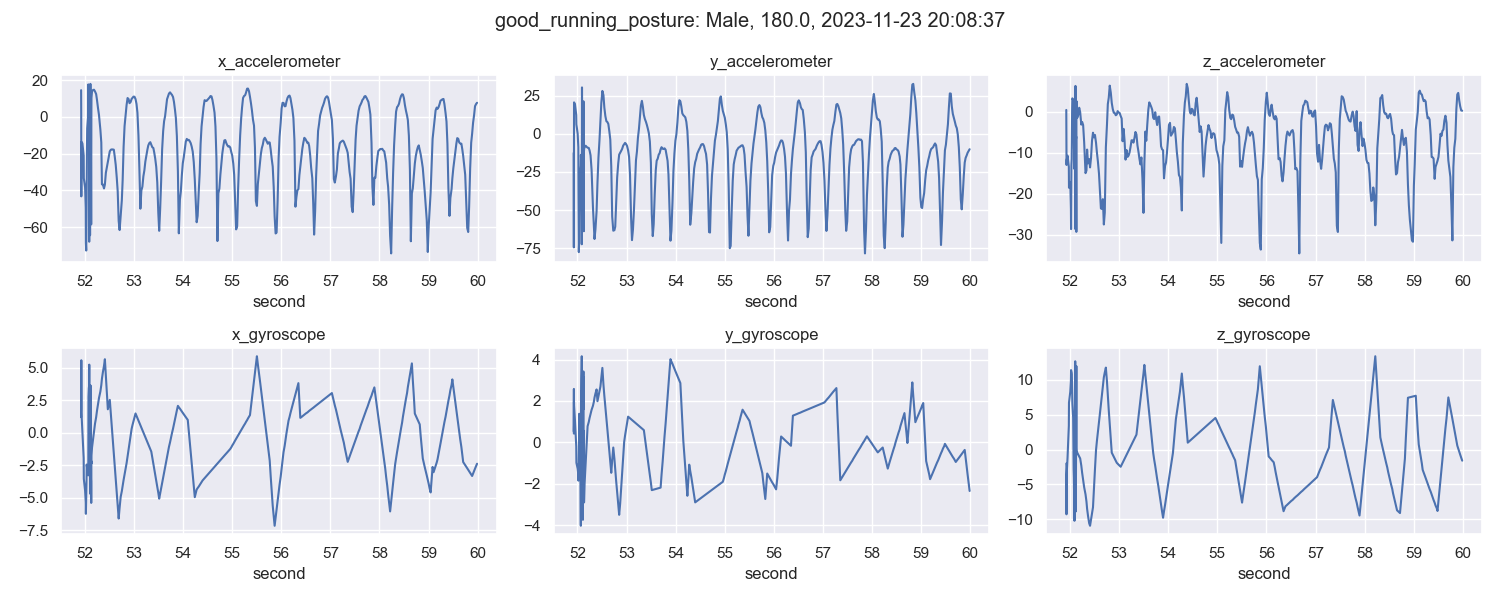 good_running_posture: Male, 180.0, 2023-11-23 20:08:37
x_accelerometer
20
0
−20
−40
−60
52 53 54 55 56 57 58 59 60
second
y_accelerometer
25
0
−25
−50
−75
52 53 54 55 56 57 58 59 60
second
z_accelerometer
0
−10
−20
−30
52 53 54 55 56 57 58 59 60
second
x_gyroscope
5.0
2.5
0.0
−2.5
−5.0
−7.5
52 53 54 55 56 57 58 59 60
second
y_gyroscope
4
2
0
−2
−4
52 53 54 55 56 57 58 59 60
second
z_gyroscope
10
5
0
−5
−10
52 53 54 55 56 57 58 59 60
second